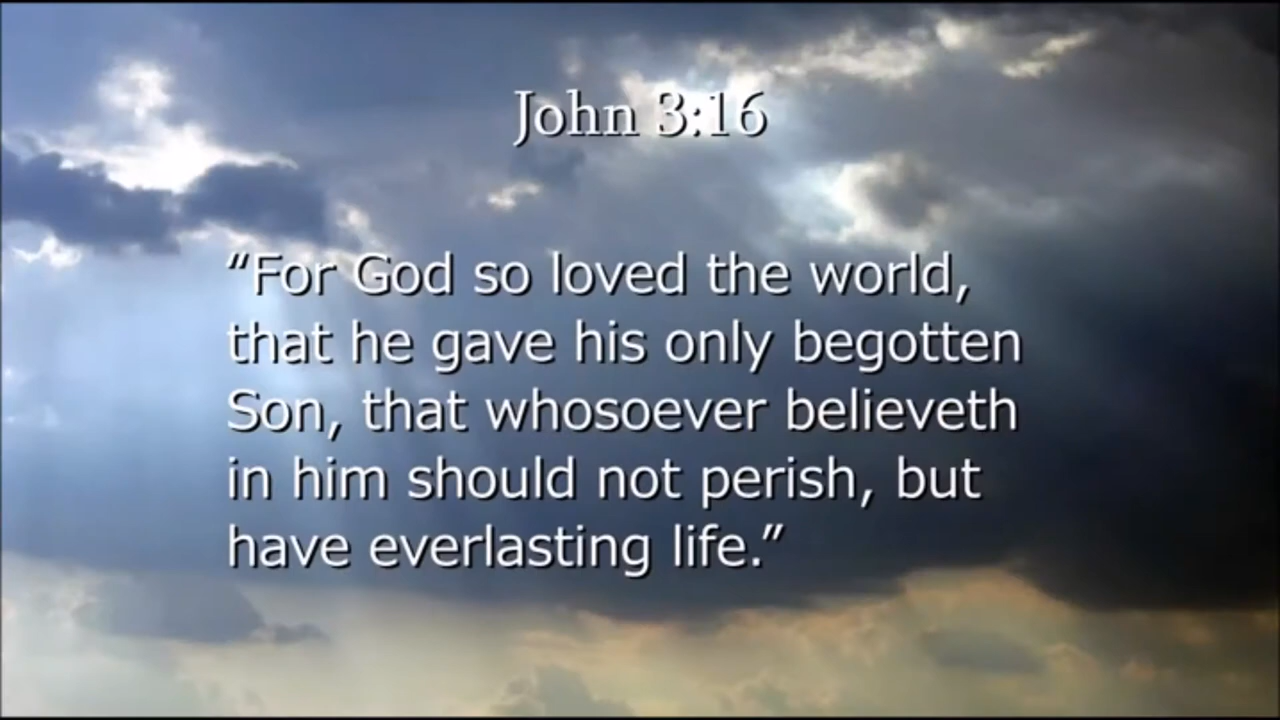 John 3:16
“For God so loved the world,
that he gave his only begotten
Son, that whosoever believeth
in him should not perish, but
have everlasting life.”